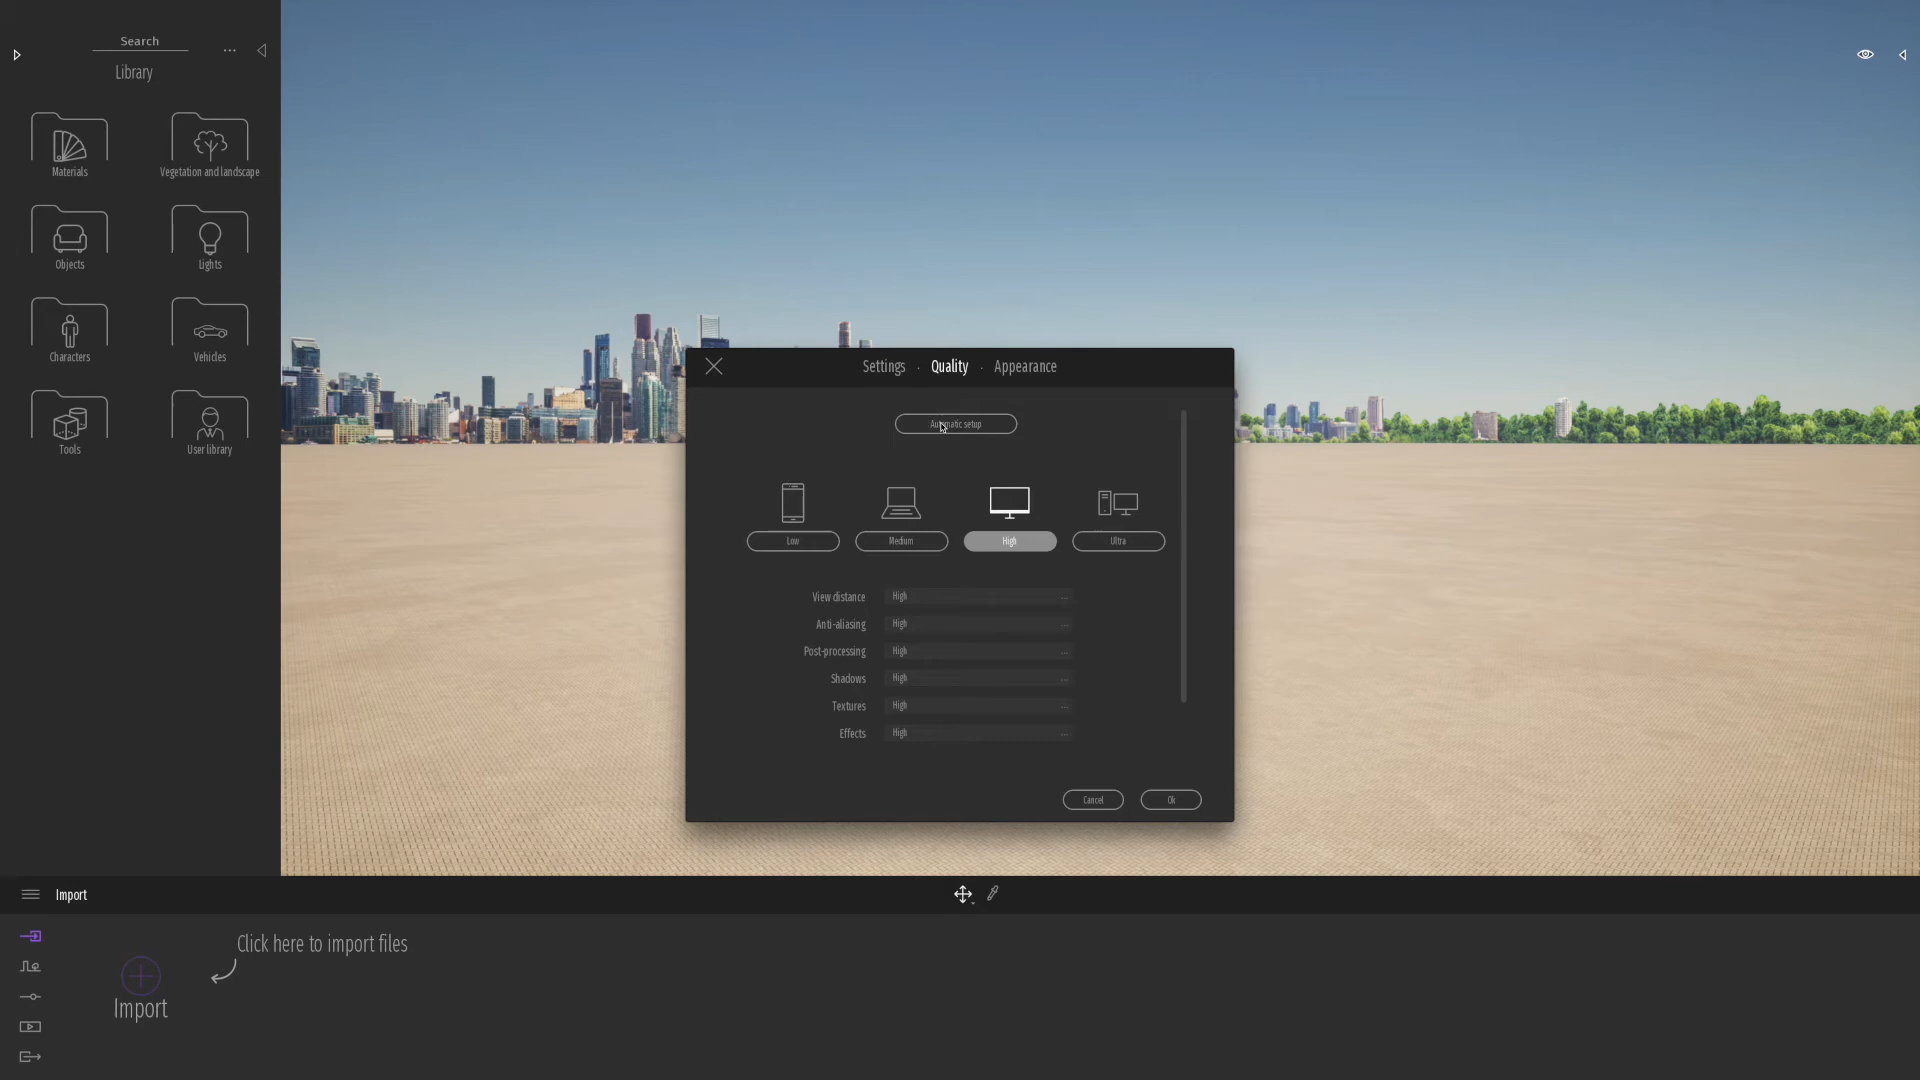 Search
...
Library
Materials
Vegetation and landscape
Objects
Lights
Characters
Vehicles
Tools
User library
Settings · Quality · Appearance
Automatic setup
Low
Medium
High
Ultra
View distance High ...
Anti-aliasing High ...
Post-processing High ...
Shadows High ...
Textures High ...
Effects High ...
Cancel
Ok
Import
Click here to import files
Import